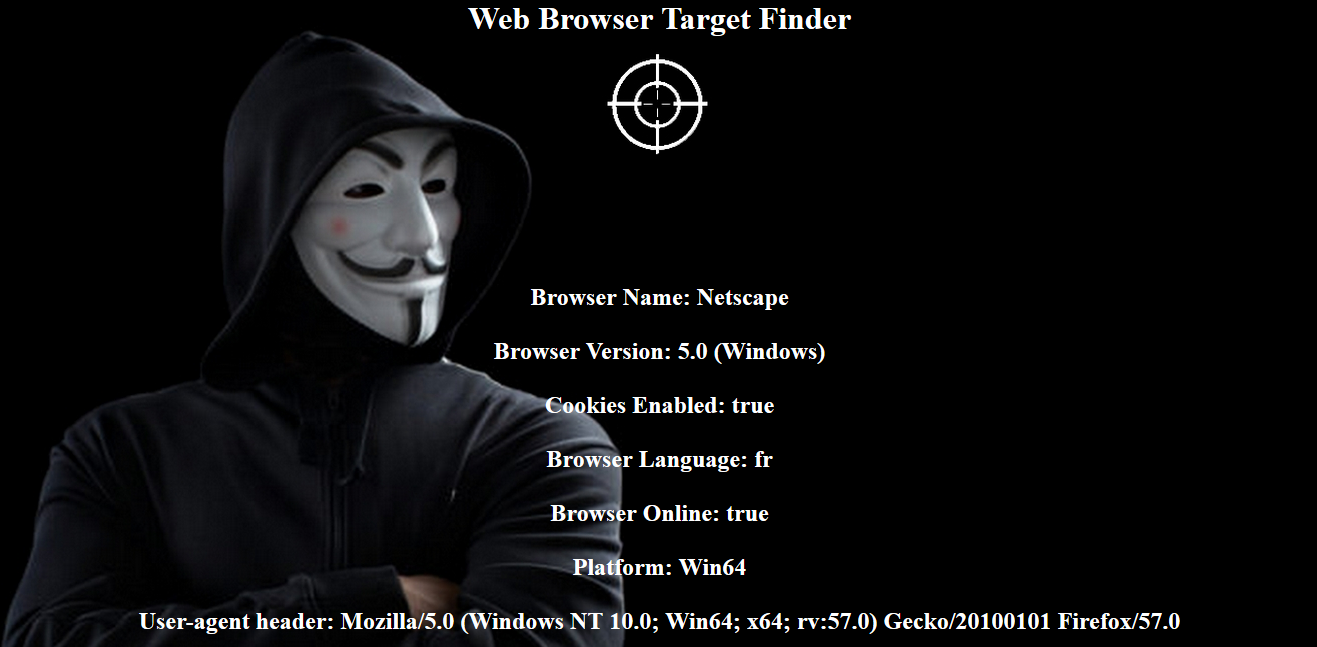 Web Browser Target Finder
Browser Name: Netscape
Browser Version: 5.0 (Windows)
Cookies Enabled: true
Browser Language: fr
Browser Online: true
Platform: Win64
User-agent header: Mozilla/5.0 (Windows NT 10.0; Win64; x64; rv:57.0) Gecko/20100101 Firefox/57.0